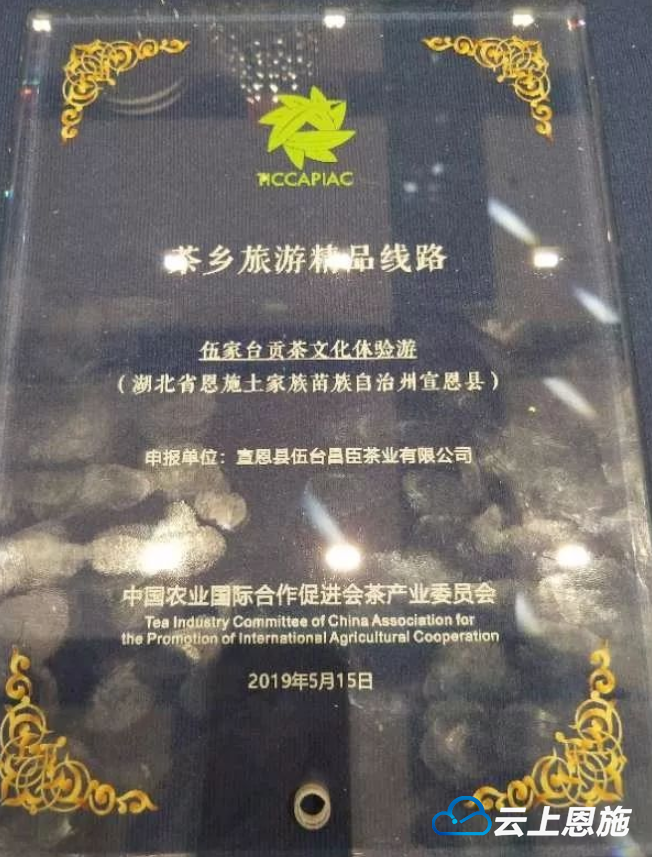 TICCAPIAC
茶乡旅游精品线路
伍家台贡茶文化体验游
（湖北省恩施土家族苗族自治州宣恩县）
申报单位：宣恩县伍台昌臣茶业有限公司
中国农业国际合作促进会茶产业委员会
Tea Industry Committee of China Association for
the Promotion of International Agricultural Cooperation
2019年5月15日
云上恩施